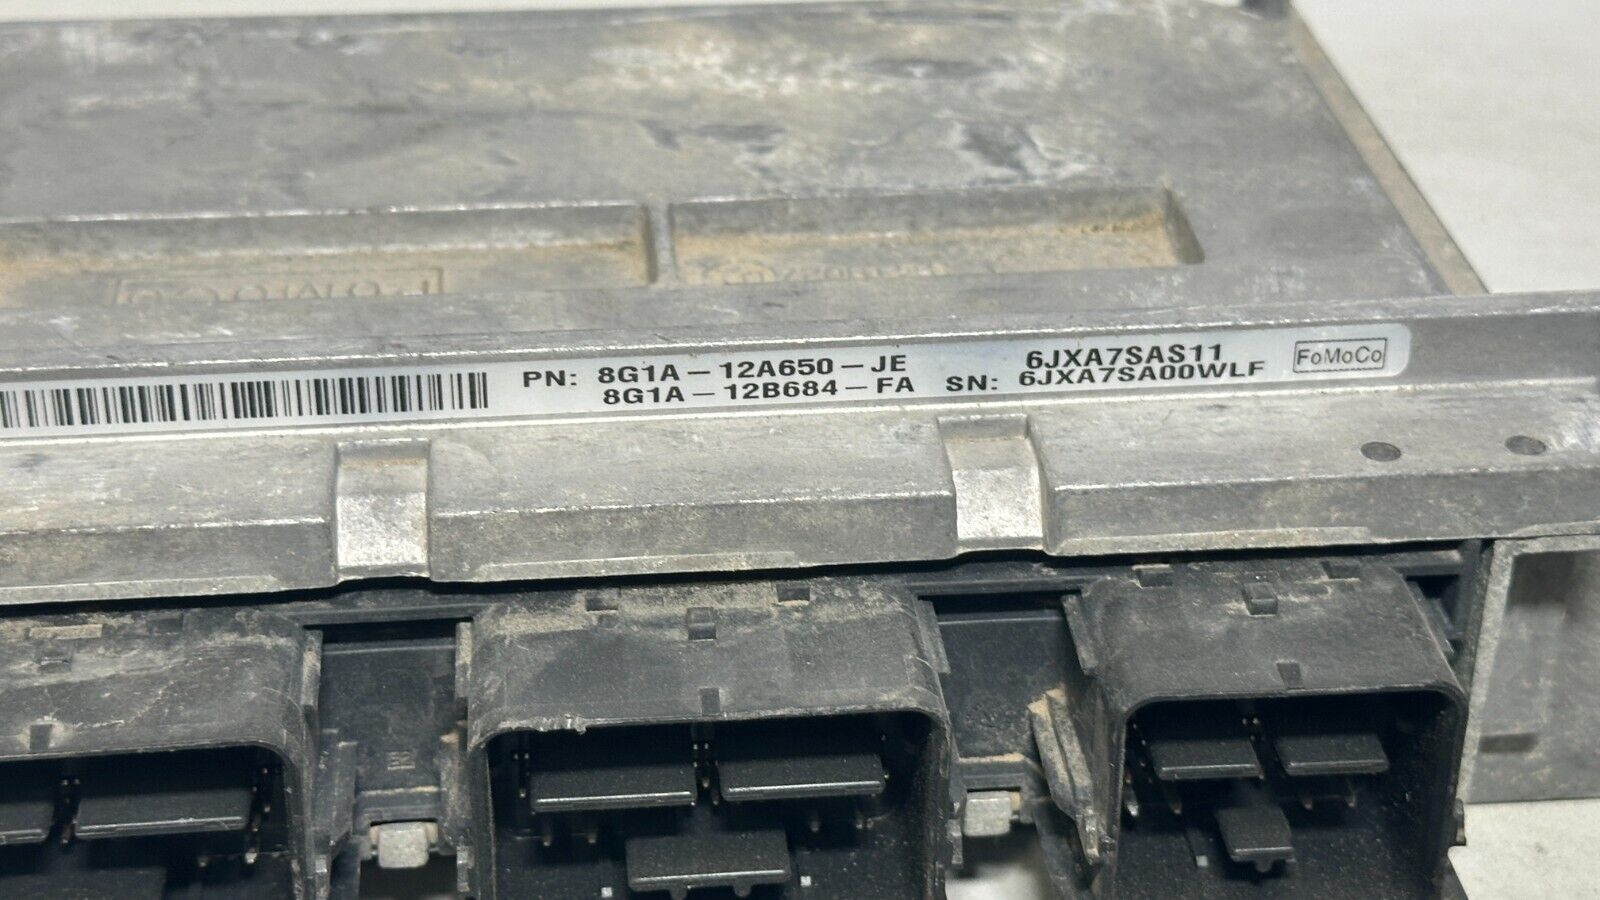 PN: 8G1A-12A650-JE 6JXA7SAS11 FoMoCo
8G1A-12B684-FA SN: 6JXA7SA00WLF